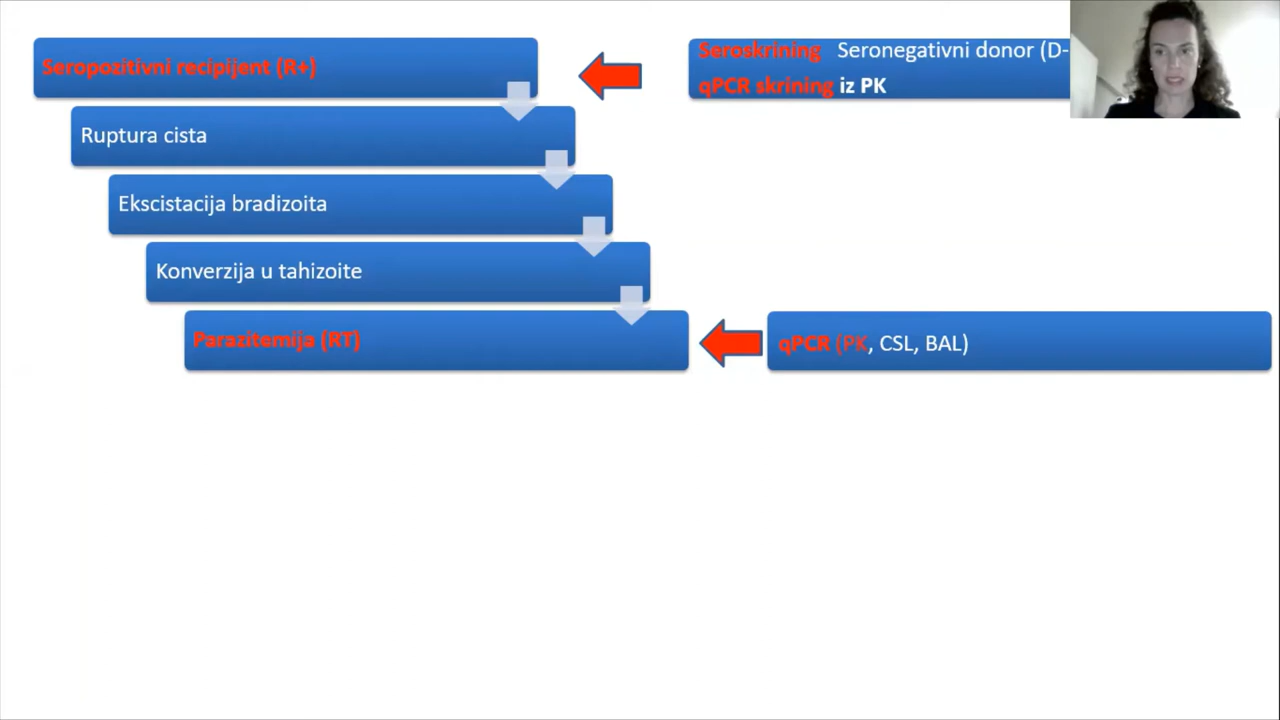 Seropozitivni recipijent (R+)
Seroskrining Seronegativni donor (D-
qPCR skrining iz PK
Ruptura cista
Ekscistacija bradizoita
Konverzija u tahizoite
Parazitemija (RT)
qPCR (PK, CSL, BAL)